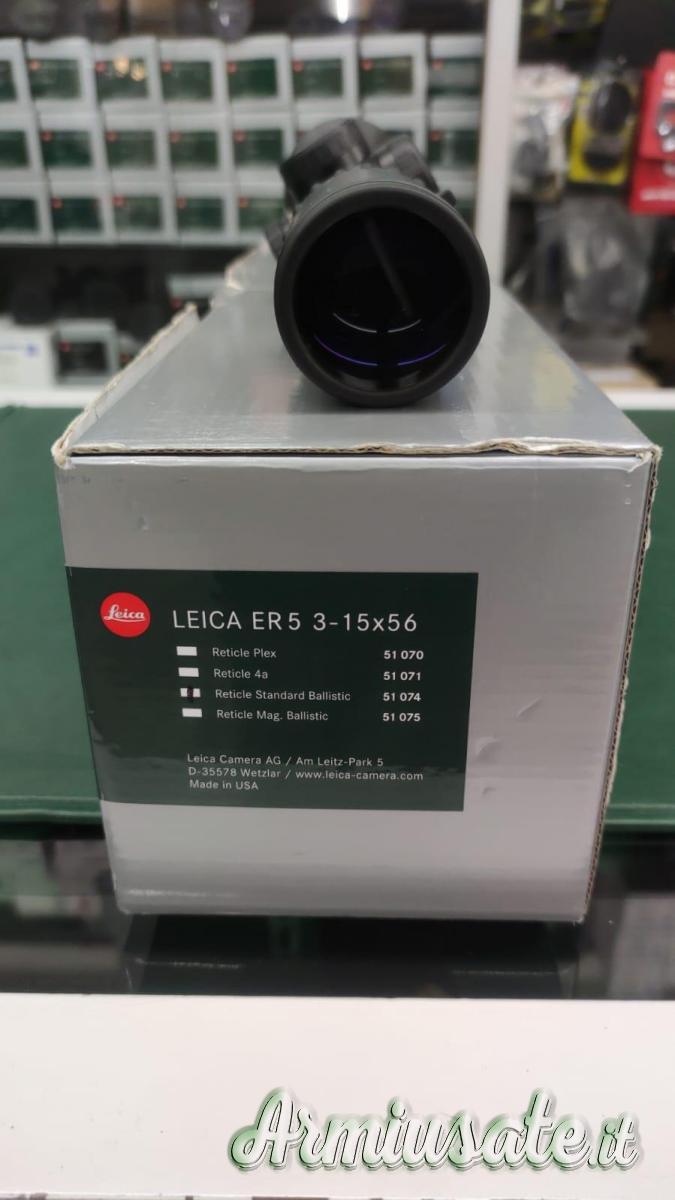 Leica
LEICA ER 5 3-15x56
Reticle Plex 51 070
Reticle 4a 51 071
Reticle Standard Ballistic 51 074
Reticle Mag. Ballistic 51 075
Leica Camera AG / Am Leitz-Park 5
D-35578 Wetzlar / www.leica-camera.com
Made in USA
Armiusate.it